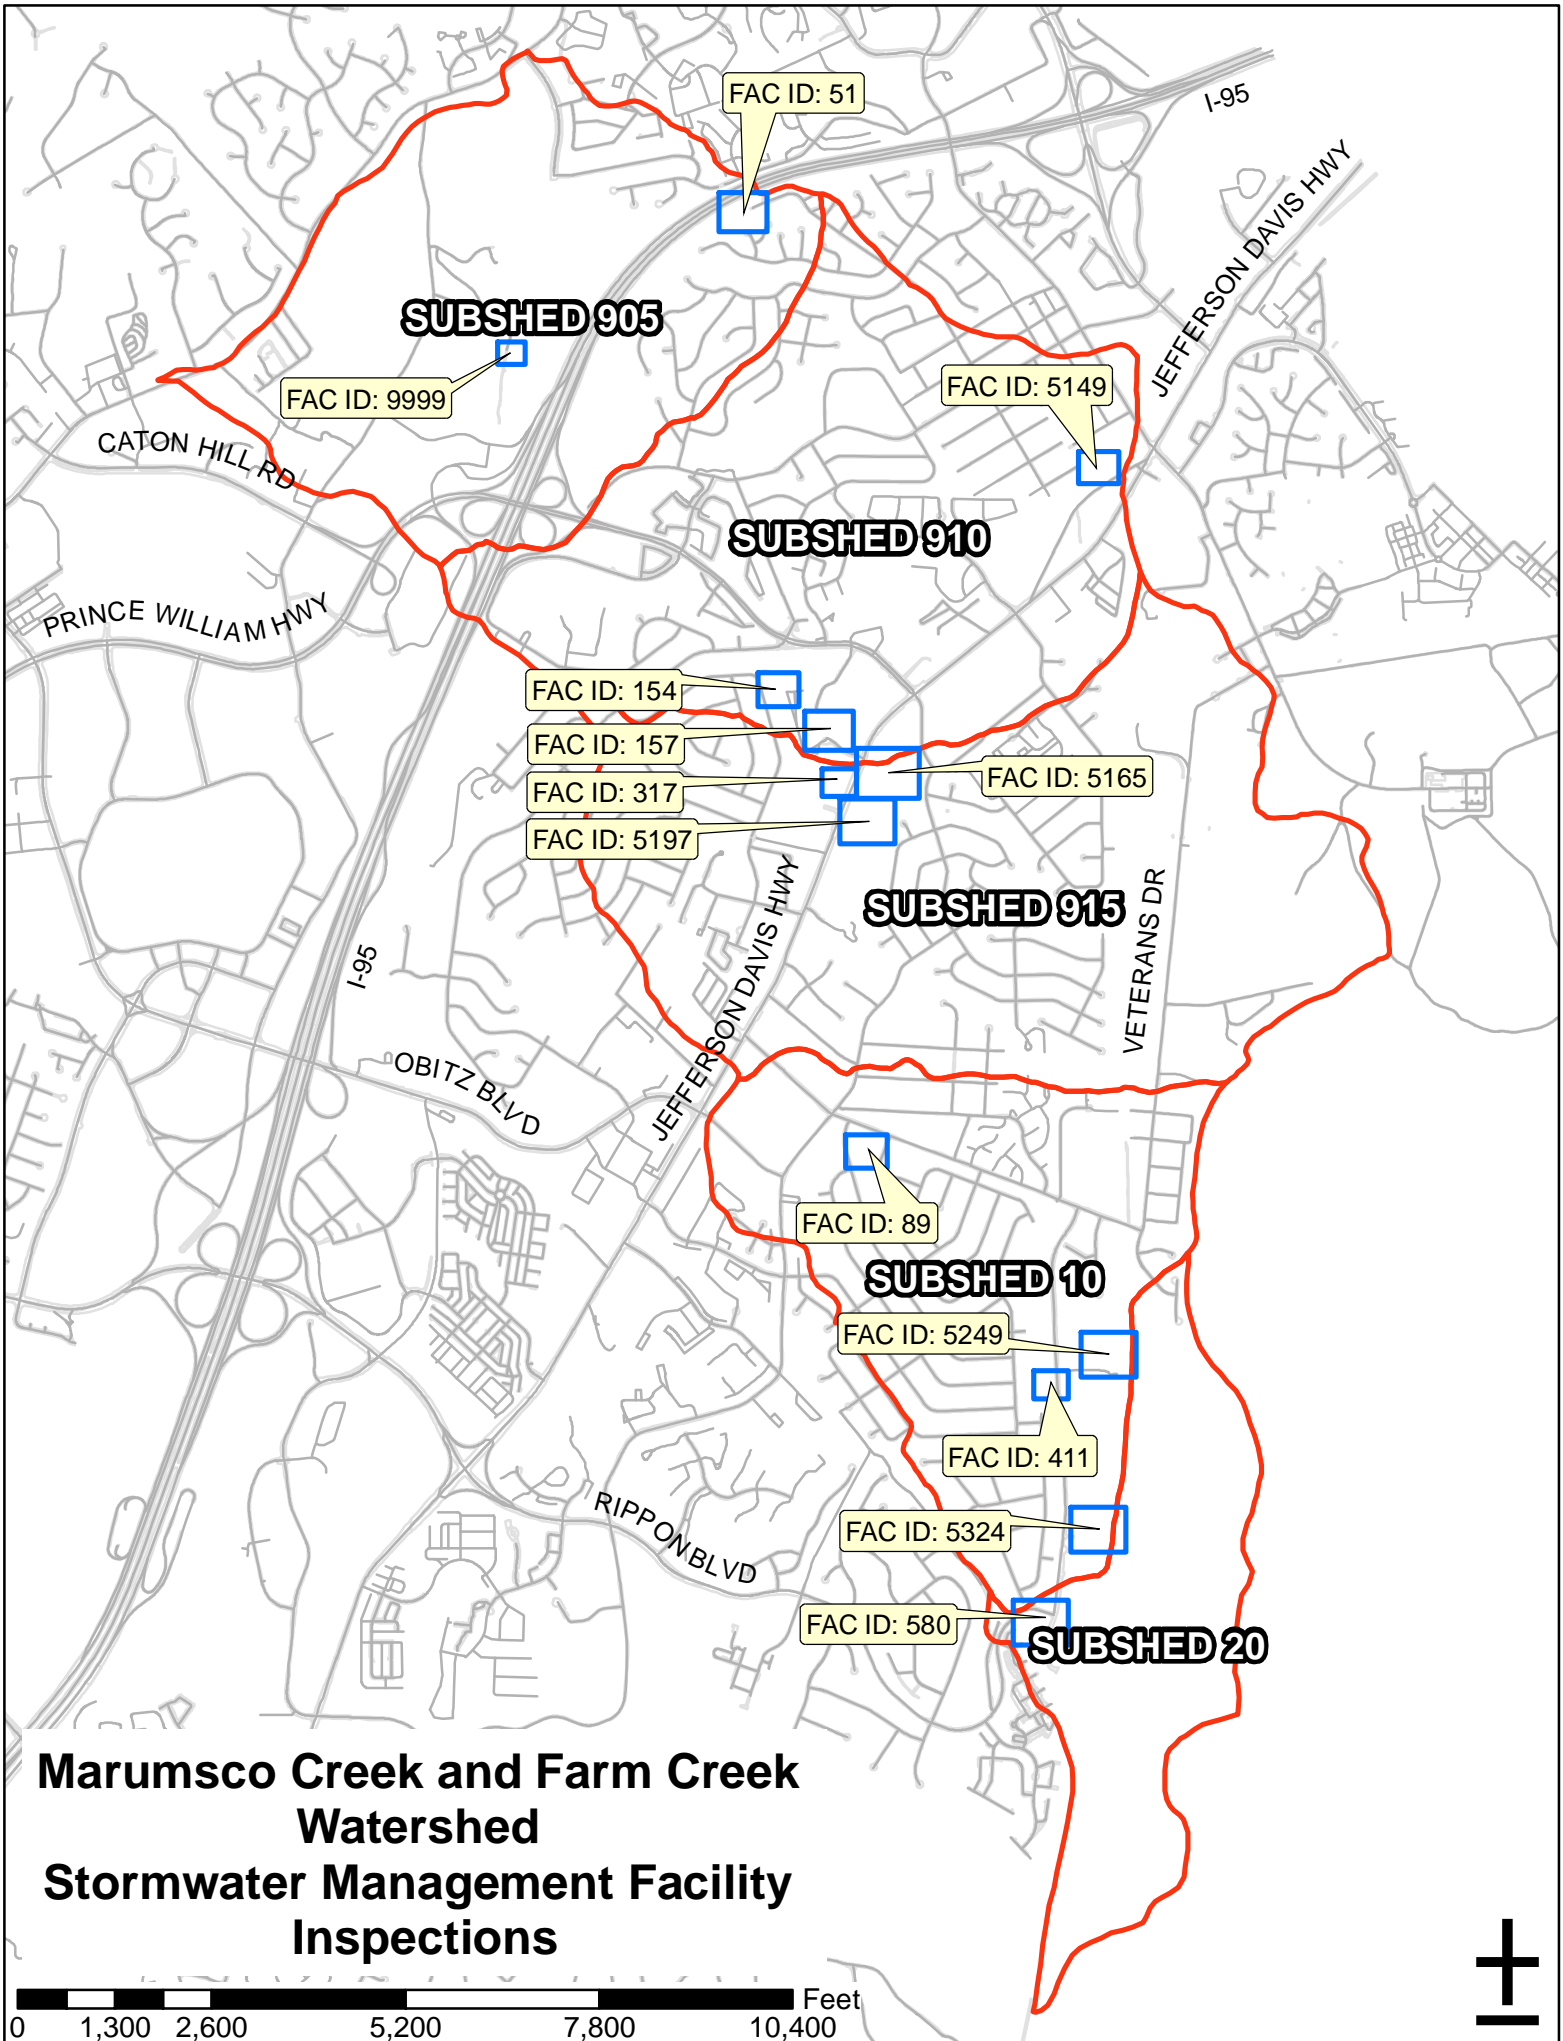 FAC ID: 51
I-95
JEFFERSON DAVIS HWY
SUBSHED 905
FAC ID: 9999
FAC ID: 5149
CATON HILL RD
SUBSHED 910
PRINCE WILLIAM HWY
FAC ID: 154
FAC ID: 157
FAC ID: 317
FAC ID: 5165
FAC ID: 5197
SUBSHED 915
JEFFERSON DAVIS HWY
VETERANS DR
I-95
OBITZ BLVD
FAC ID: 89
SUBSHED 10
FAC ID: 5249
FAC ID: 411
RIPPON BLVD
FAC ID: 5324
FAC ID: 580
SUBSHED 20
Marumsco Creek and Farm Creek
Watershed
Stormwater Management Facility
Inspections
Feet
0 1,300 2,600 5,200 7,800 10,400